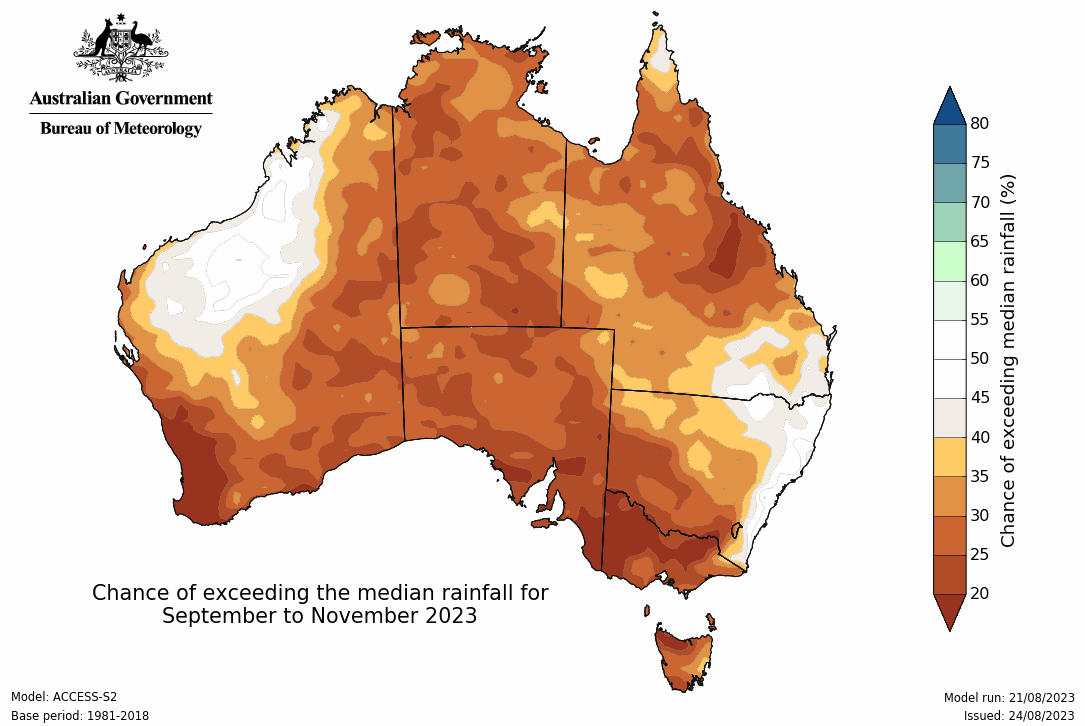 Australian Government
Bureau of Meteorology
80
75
70
65
60
55
50
45
40
35
30
25
20
Chance of exceeding median rainfall (%)
Chance of exceeding the median rainfall for
September to November 2023
Model: ACCESS-S2
Base period: 1981-2018
Model run: 21/08/2023
Issued: 24/08/2023